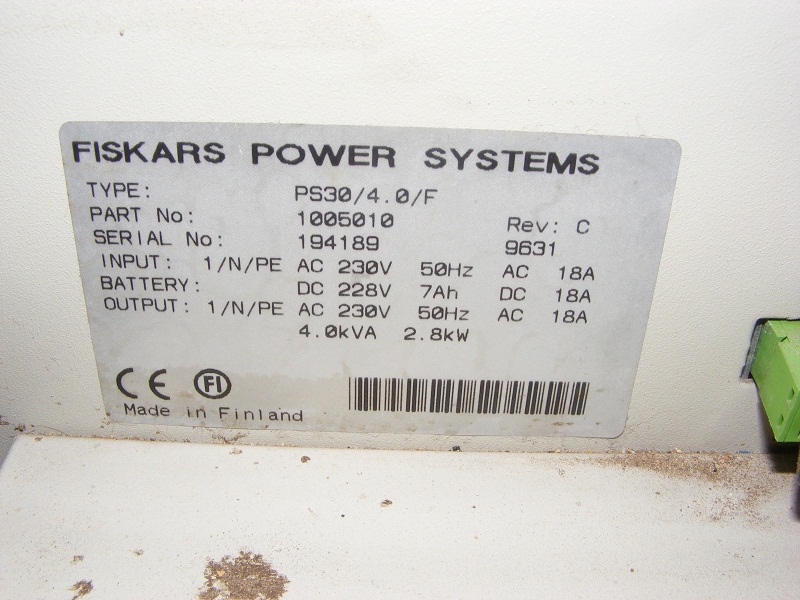 FISKARS POWER SYSTEMS
TYPE: PS30/4.0/F
PART No: 1005010 Rev: C
SERIAL No: 194189 9631
INPUT: 1/N/PE AC 230V 50Hz AC 18A
BATTERY: DC 228V 7Ah DC 18A
OUTPUT: 1/N/PE AC 230V 50Hz AC 18A
4.0kVA 2.8kW
CE FI
Made in Finland